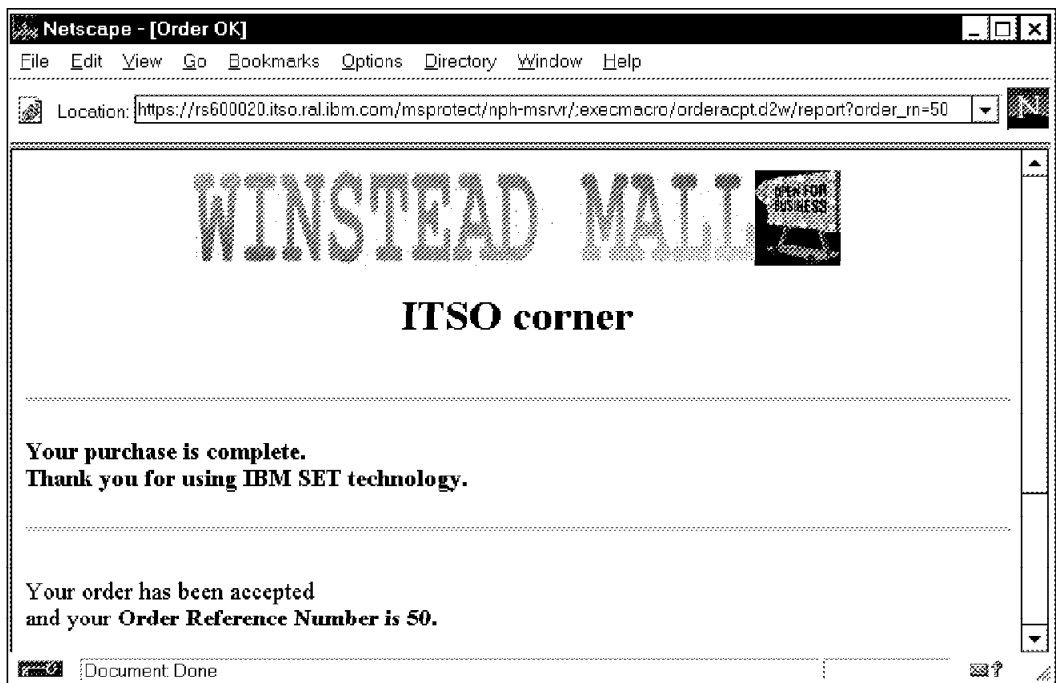 Netscape - [Order OK]
File Edit View Go Bookmarks Options Directory Window Help
Location: https://rs600020.itso.ral.ibm.com/msprotect/nph-msrvr/;execmacro/orderacpt.d2w/report?order_rn=50
N
WINSTEAD MALL
OPEN FOR
BUSINESS
ITSO corner
Your purchase is complete.
Thank you for using IBM SET technology.
Your order has been accepted
and your Order Reference Number is 50.
Document: Done